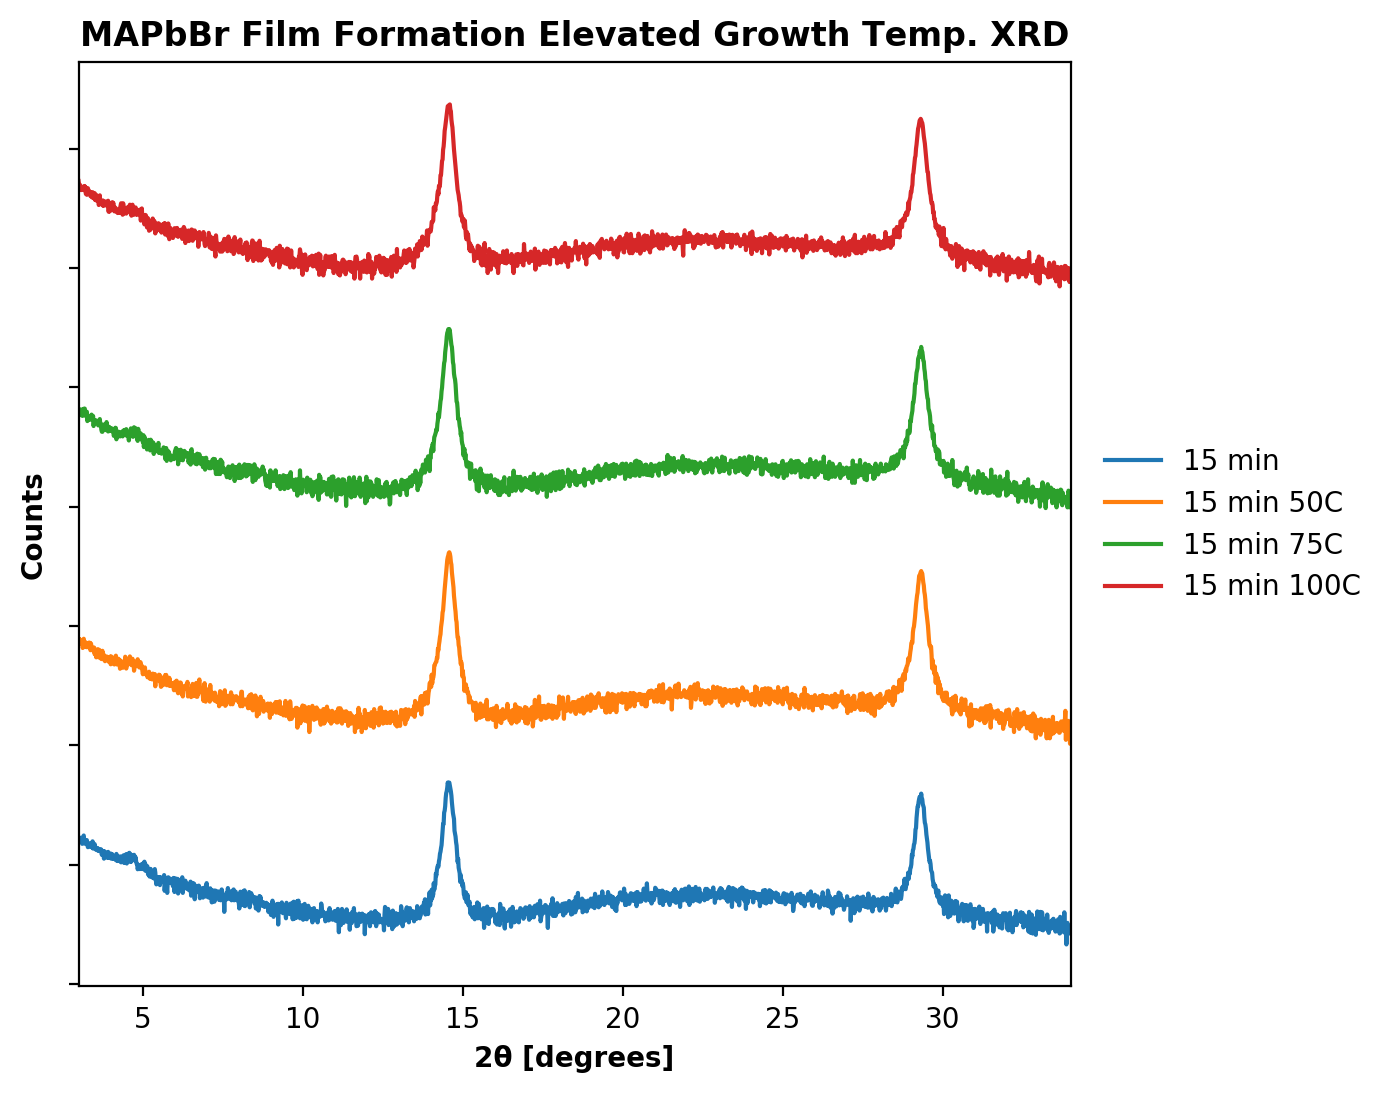 MAPbBr Film Formation Elevated Growth Temp. XRD
Counts
15 min
15 min 50C
15 min 75C
15 min 100C
5 10 15 20 25 30
2θ [degrees]